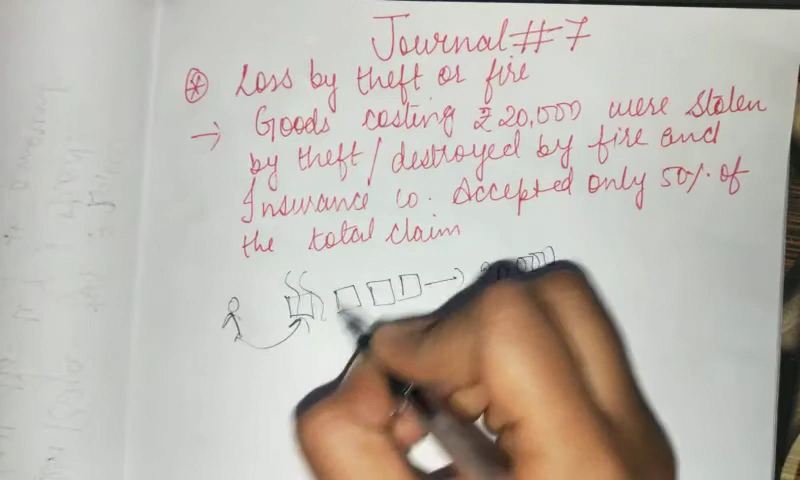 Journal #7
* Loss by theft or fire
→ Goods costing ₹20,000 were stolen
by theft / destroyed by fire and
Insurance Co. Accepted only 50% of
the total claim